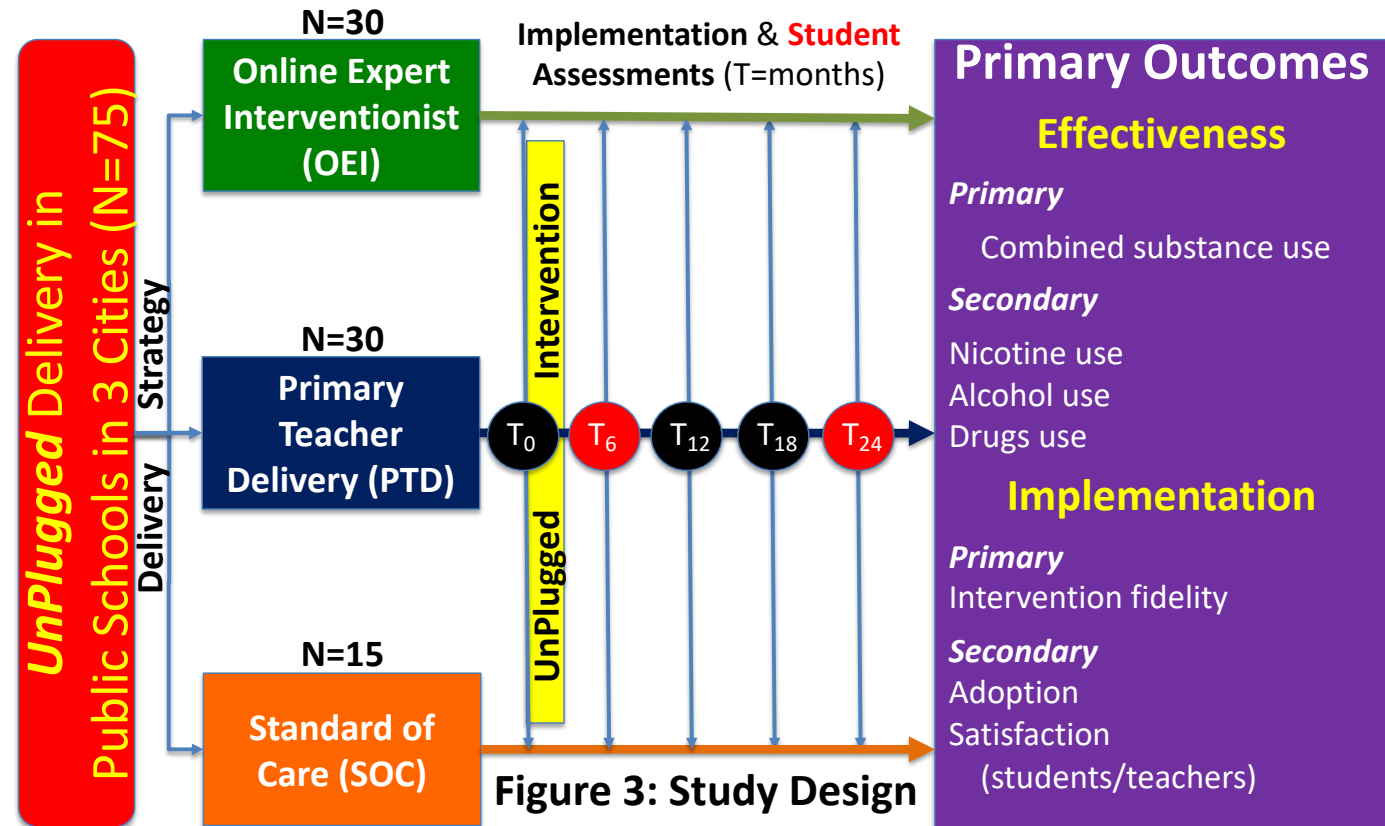 UnPlugged Delivery in
Public Schools in 3 Cities (N=75)
Delivery
Strategy
N=30
Online Expert
Interventionist
(OEI)
N=30
Primary
Teacher
Delivery (PTD)
N=15
Standard of
Care (SOC)
Implementation & Student
Assessments (T=months)
UnPlugged
Intervention
T0
T6
T12
T18
T24
Figure 3: Study Design
Primary Outcomes
Effectiveness
Primary
Combined substance use
Secondary
Nicotine use
Alcohol use
Drugs use
Implementation
Primary
Intervention fidelity
Secondary
Adoption
Satisfaction
(students/teachers)